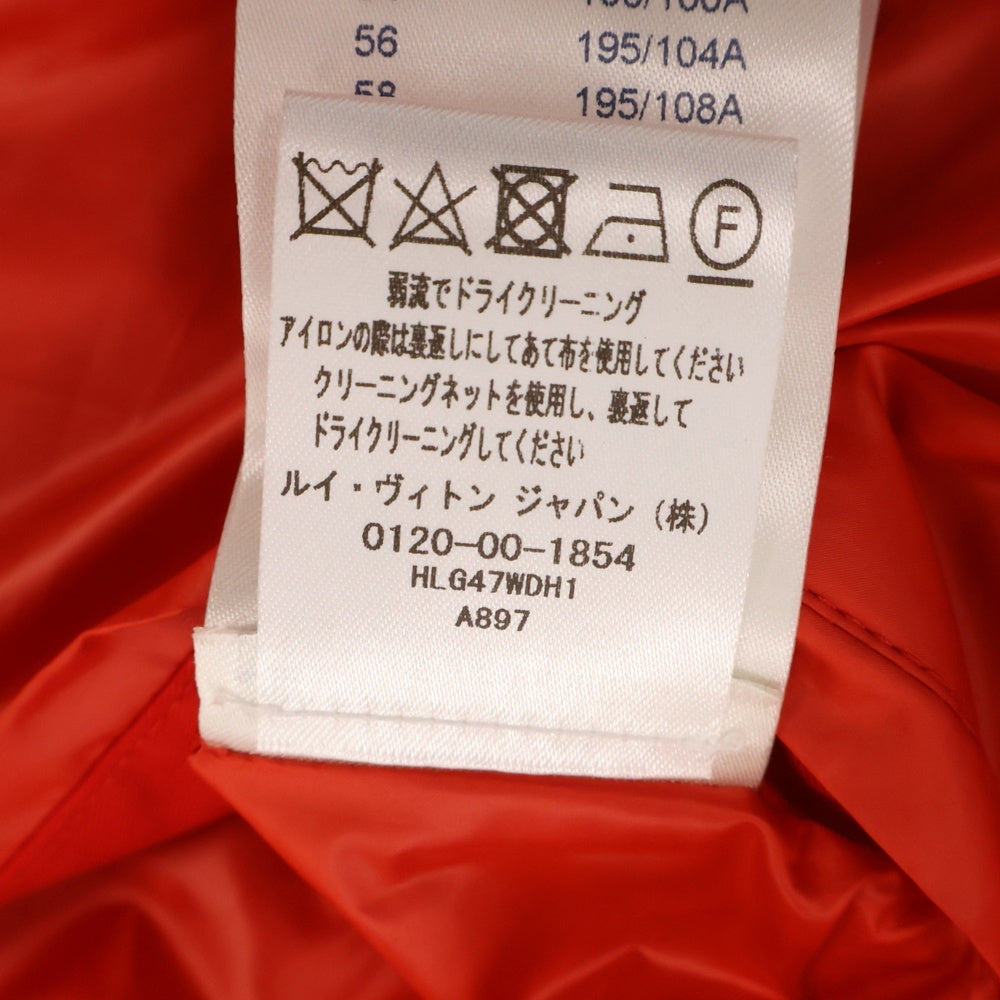 56 195/104A
58 195/108A
F
弱流でドライクリーニング
アイロンの際は裏返しにしてあて布を使用してください
クリーニングネットを使用し、裏返して
ドライクリーニングしてください
ルイ・ヴィトン ジャパン (株)
0120-00-1854
HLG47WDH1
A897